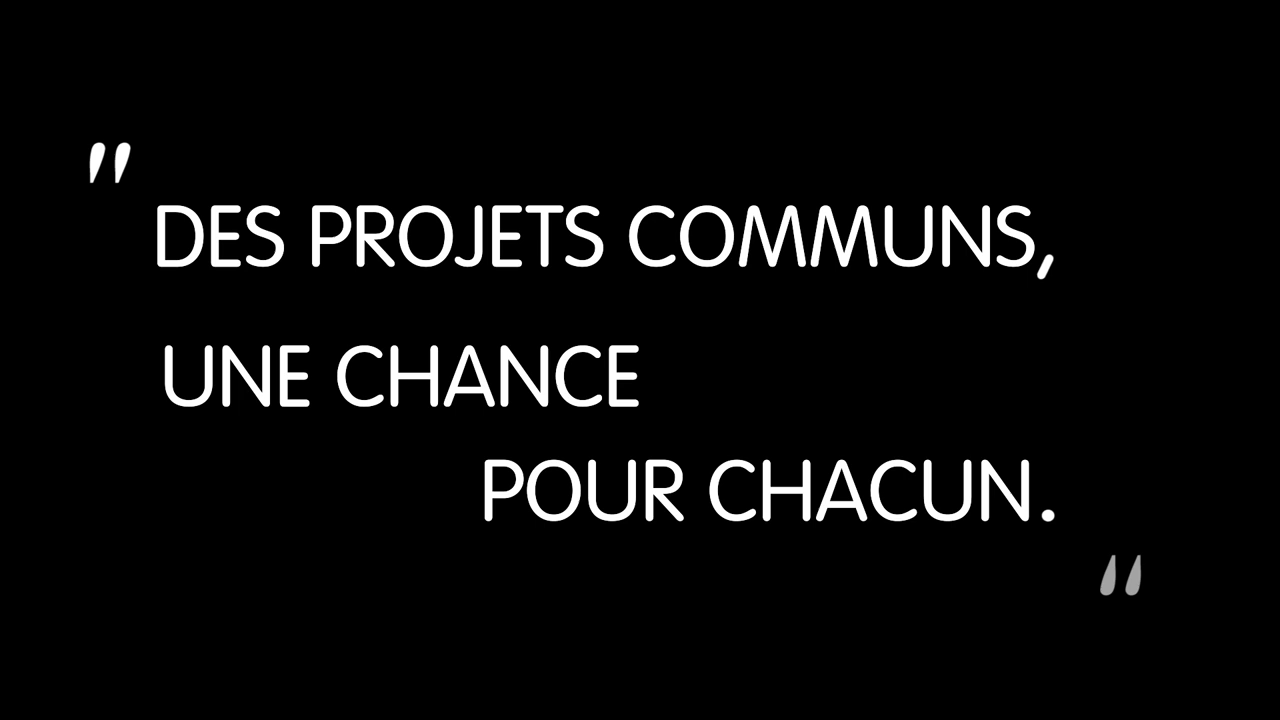 "
DES PROJETS COMMUNS,
UNE CHANCE
POUR CHACUN.
"